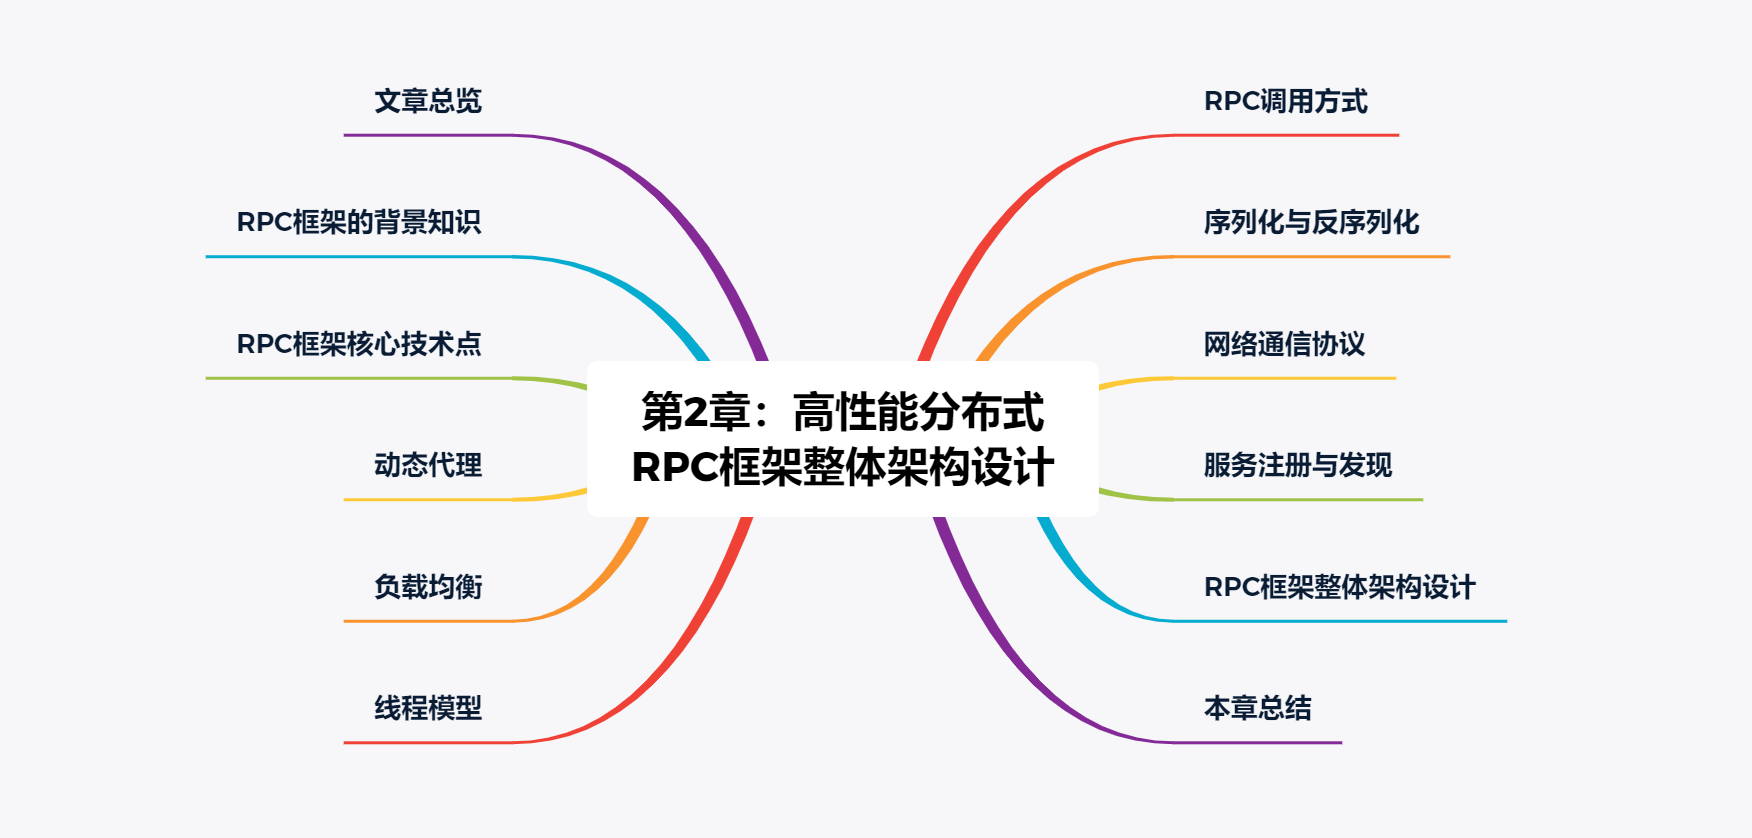 文章总览
RPC框架的背景知识
RPC框架核心技术点
动态代理
负载均衡
线程模型
第2章：高性能分布式
RPC框架整体架构设计
RPC调用方式
序列化与反序列化
网络通信协议
服务注册与发现
RPC框架整体架构设计
本章总结